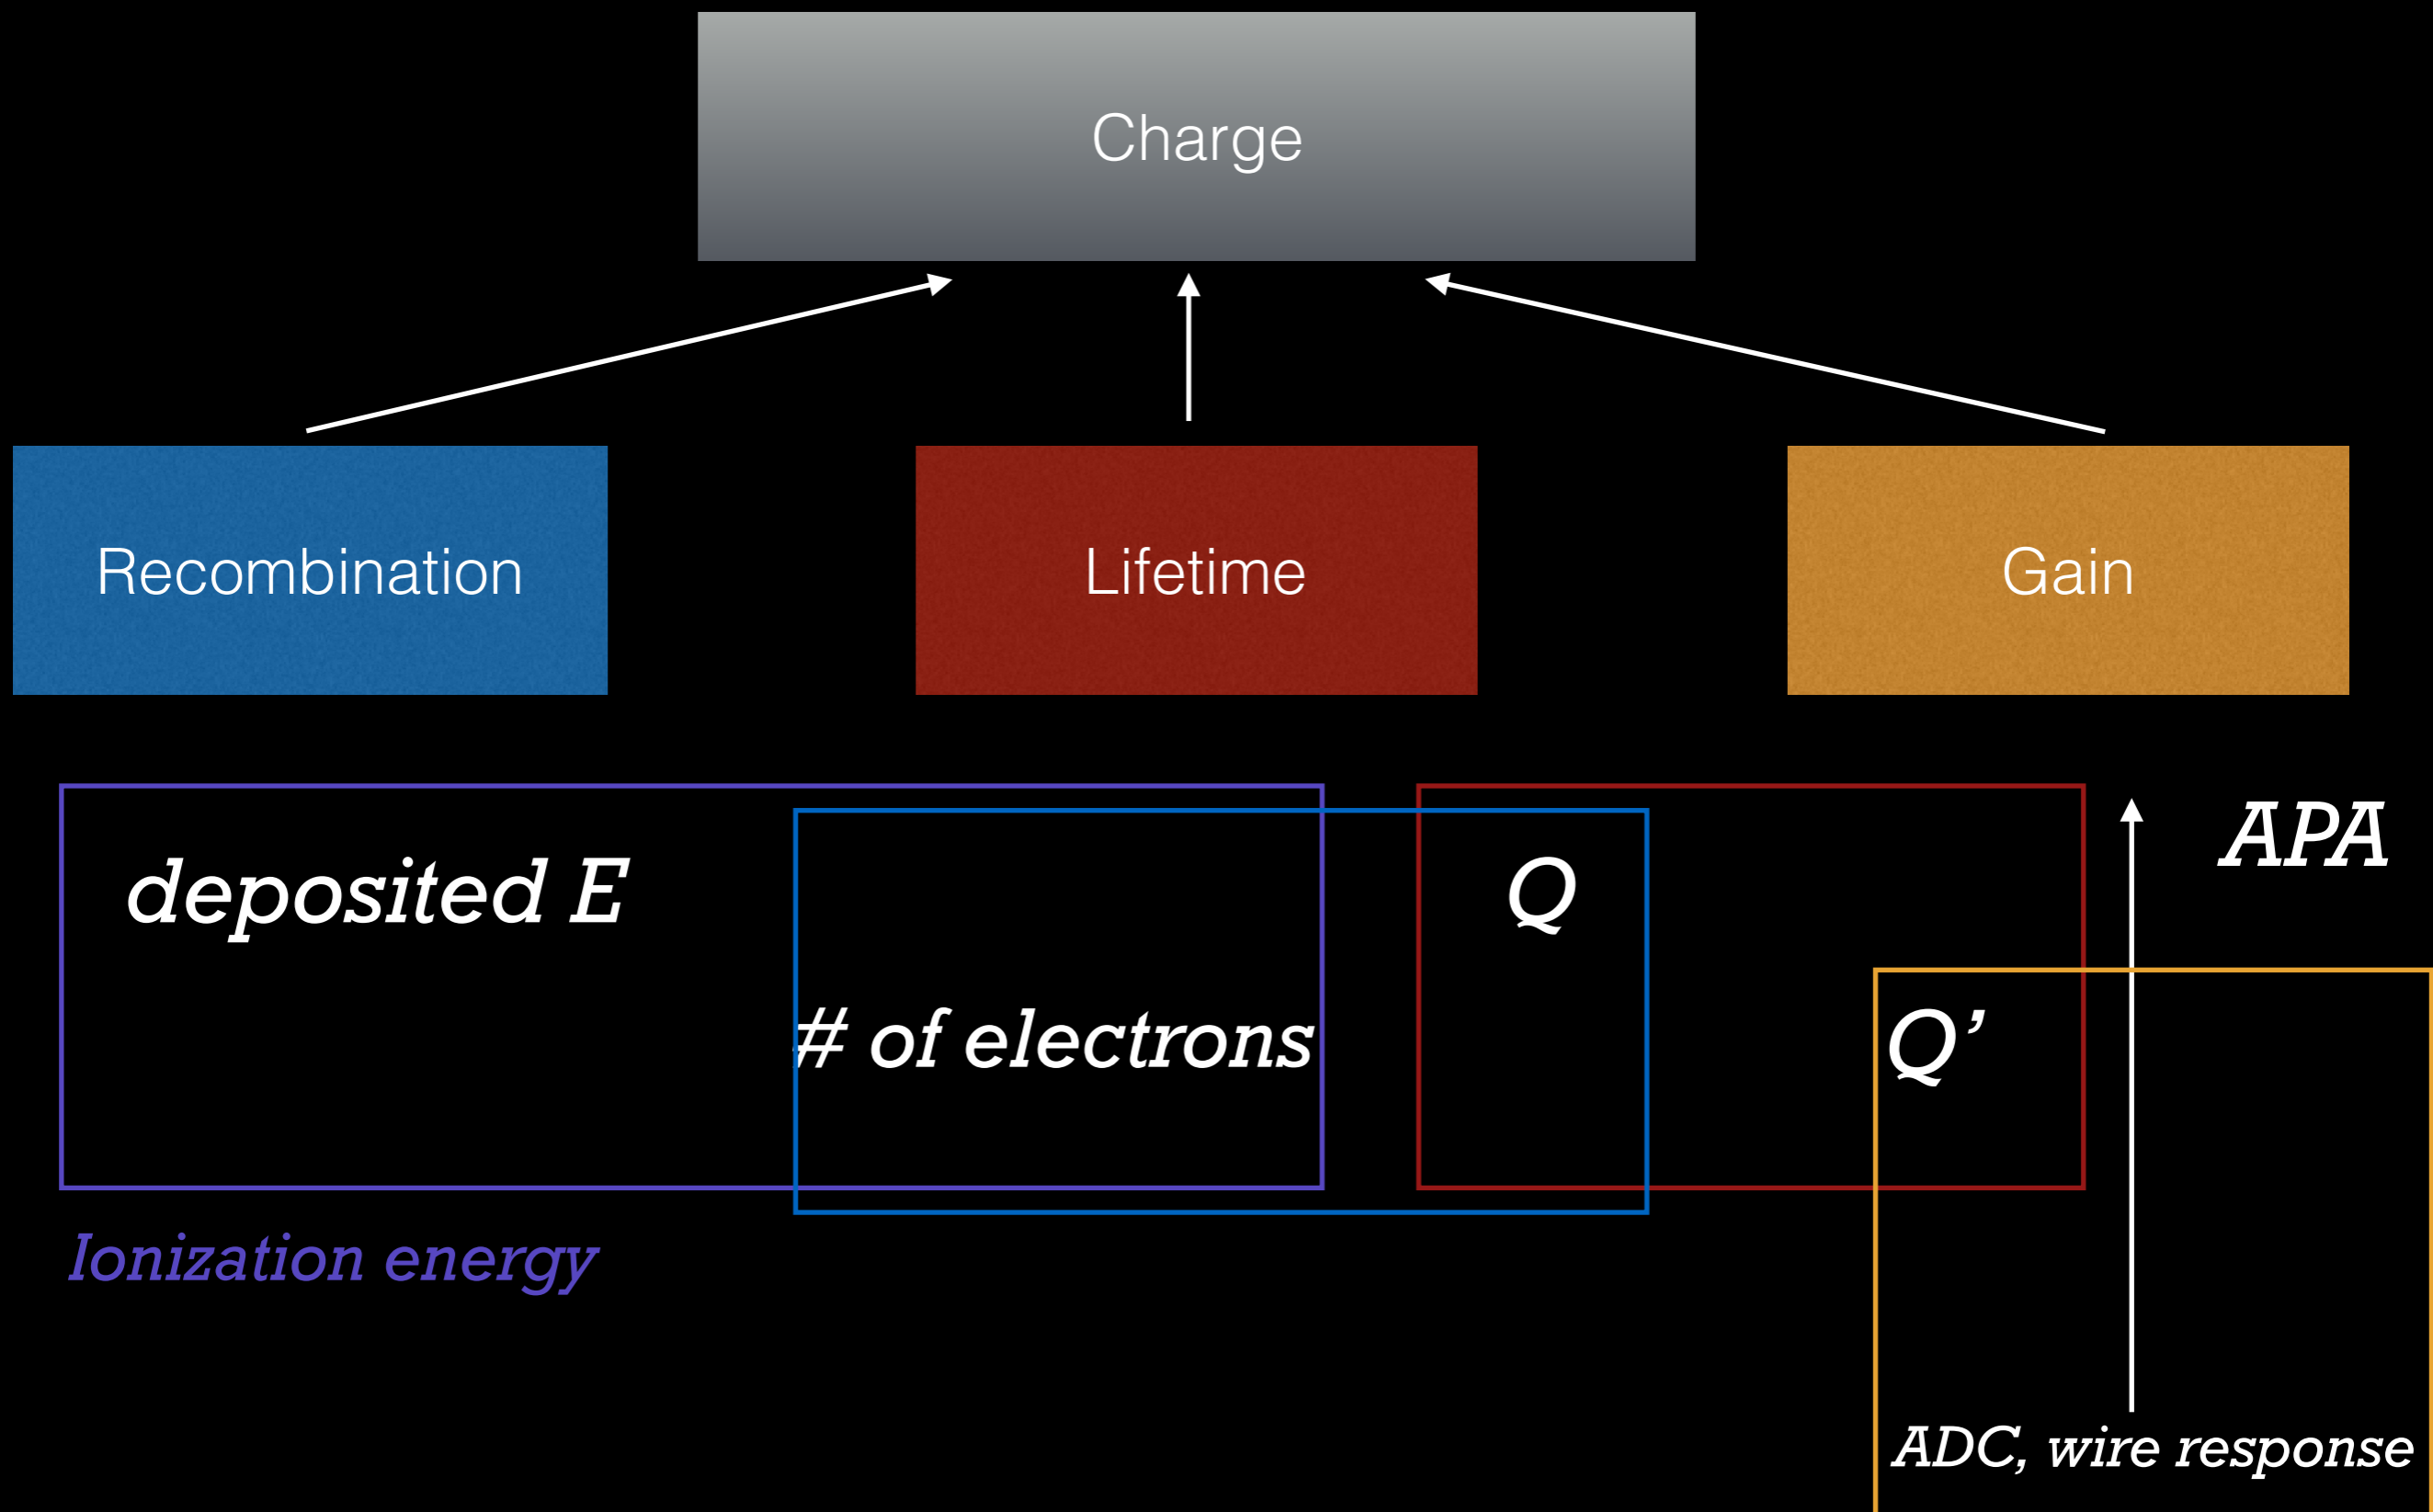 Charge
Recombination
Lifetime
Gain
APA
deposited E
Q
# of electrons
Q’
Ionization energy
ADC, wire response